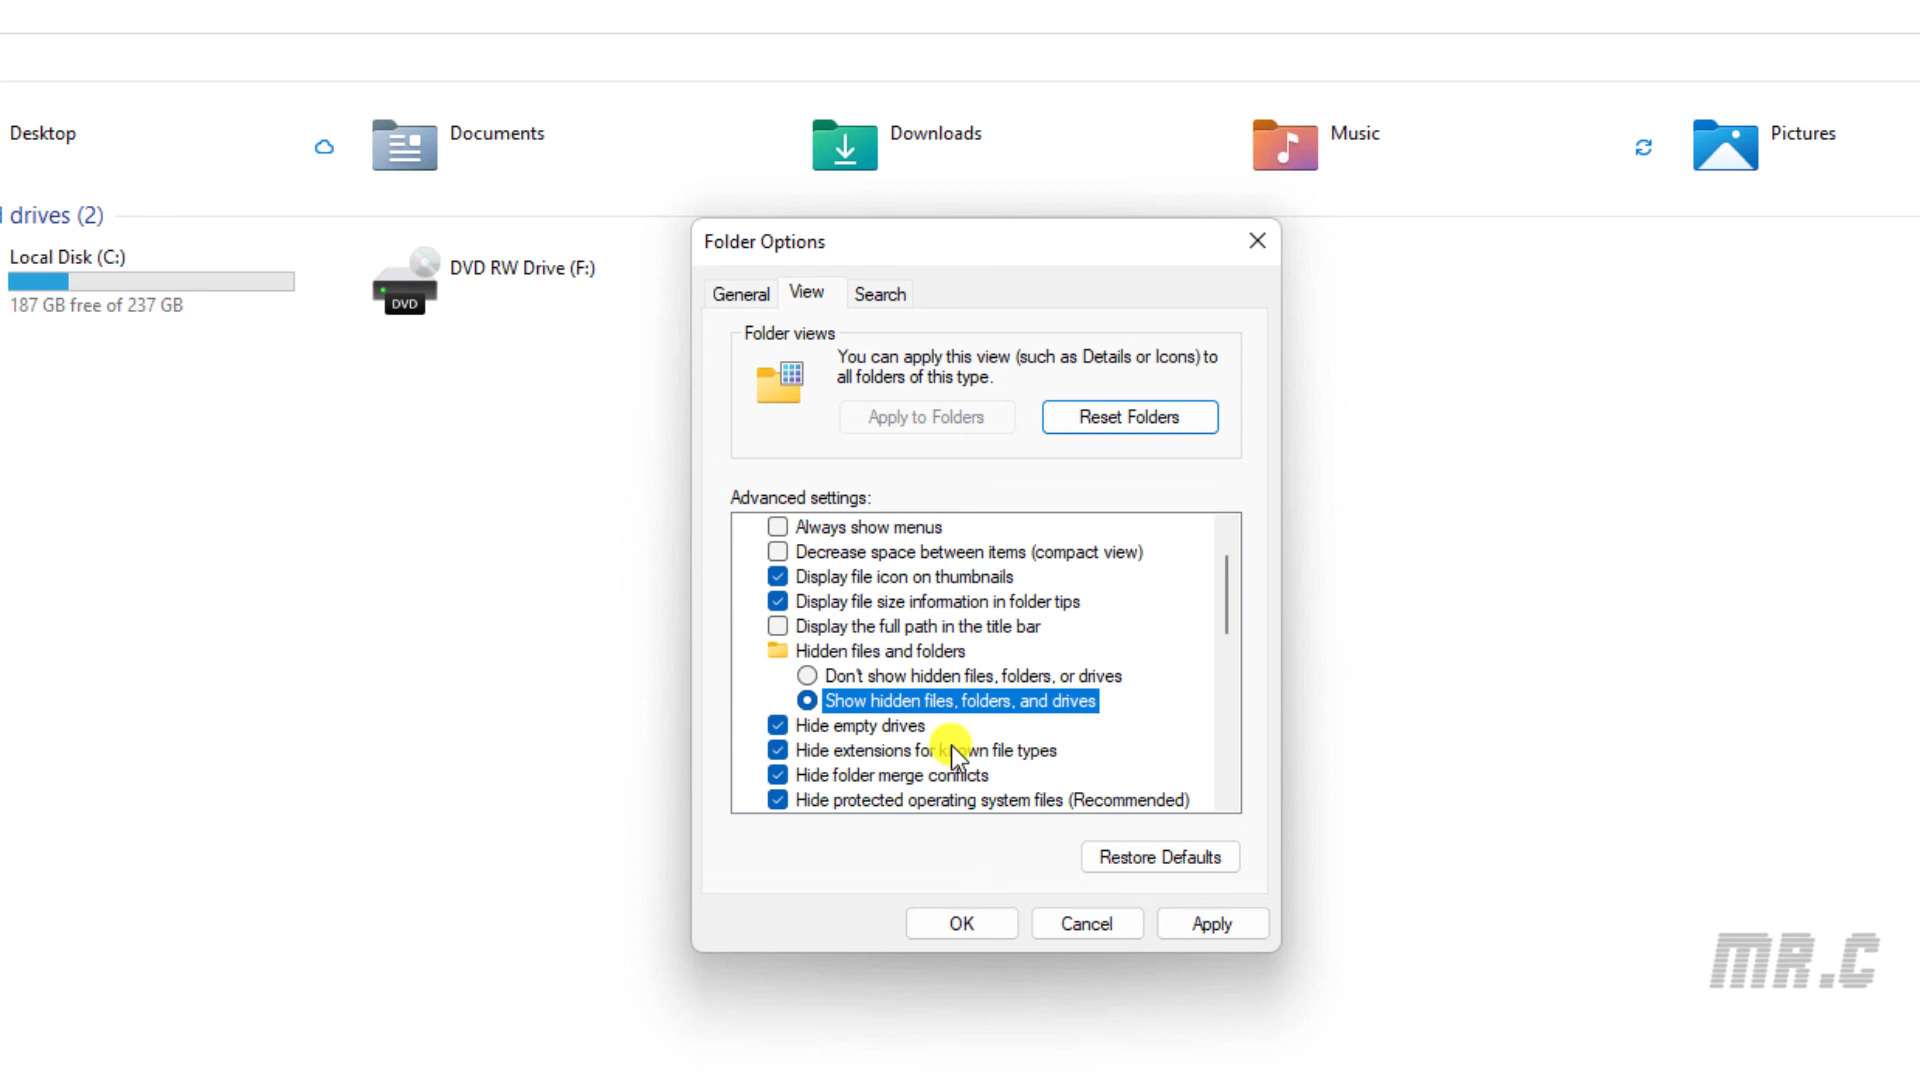 Desktop
Documents
Downloads
Music
Pictures
drives (2)
Local Disk (C:)
187 GB free of 237 GB
DVD
DVD RW Drive (F:)
Folder Options
General
View
Search
Folder views
You can apply this view (such as Details or Icons) to
all folders of this type.
Apply to Folders
Reset Folders
Advanced settings:
Always show menus
Decrease space between items (compact view)
Display file icon on thumbnails
Display file size information in folder tips
Display the full path in the title bar
Hidden files and folders
Don't show hidden files, folders, or drives
Show hidden files, folders, and drives
Hide empty drives
Hide extensions for known file types
Hide folder merge conflicts
Hide protected operating system files (Recommended)
Restore Defaults
OK
Cancel
Apply
MR.C